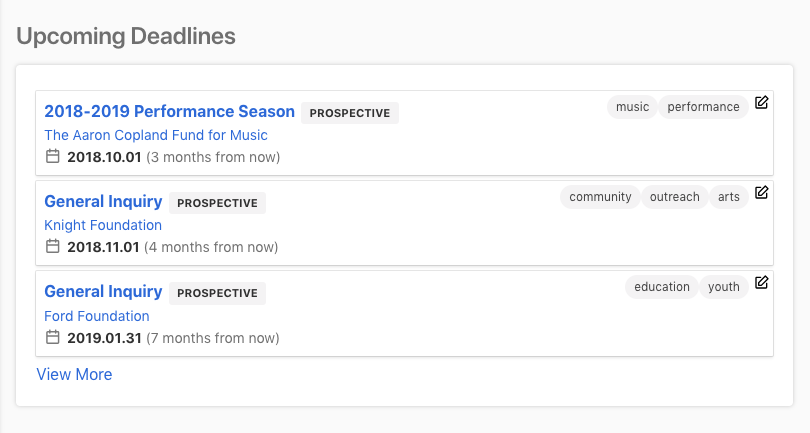 Upcoming Deadlines
2018-2019 Performance Season PROSPECTIVE music performance
The Aaron Copland Fund for Music
2018.10.01 (3 months from now)
General Inquiry PROSPECTIVE community outreach arts
Knight Foundation
2018.11.01 (4 months from now)
General Inquiry PROSPECTIVE education youth
Ford Foundation
2019.01.31 (7 months from now)
View More